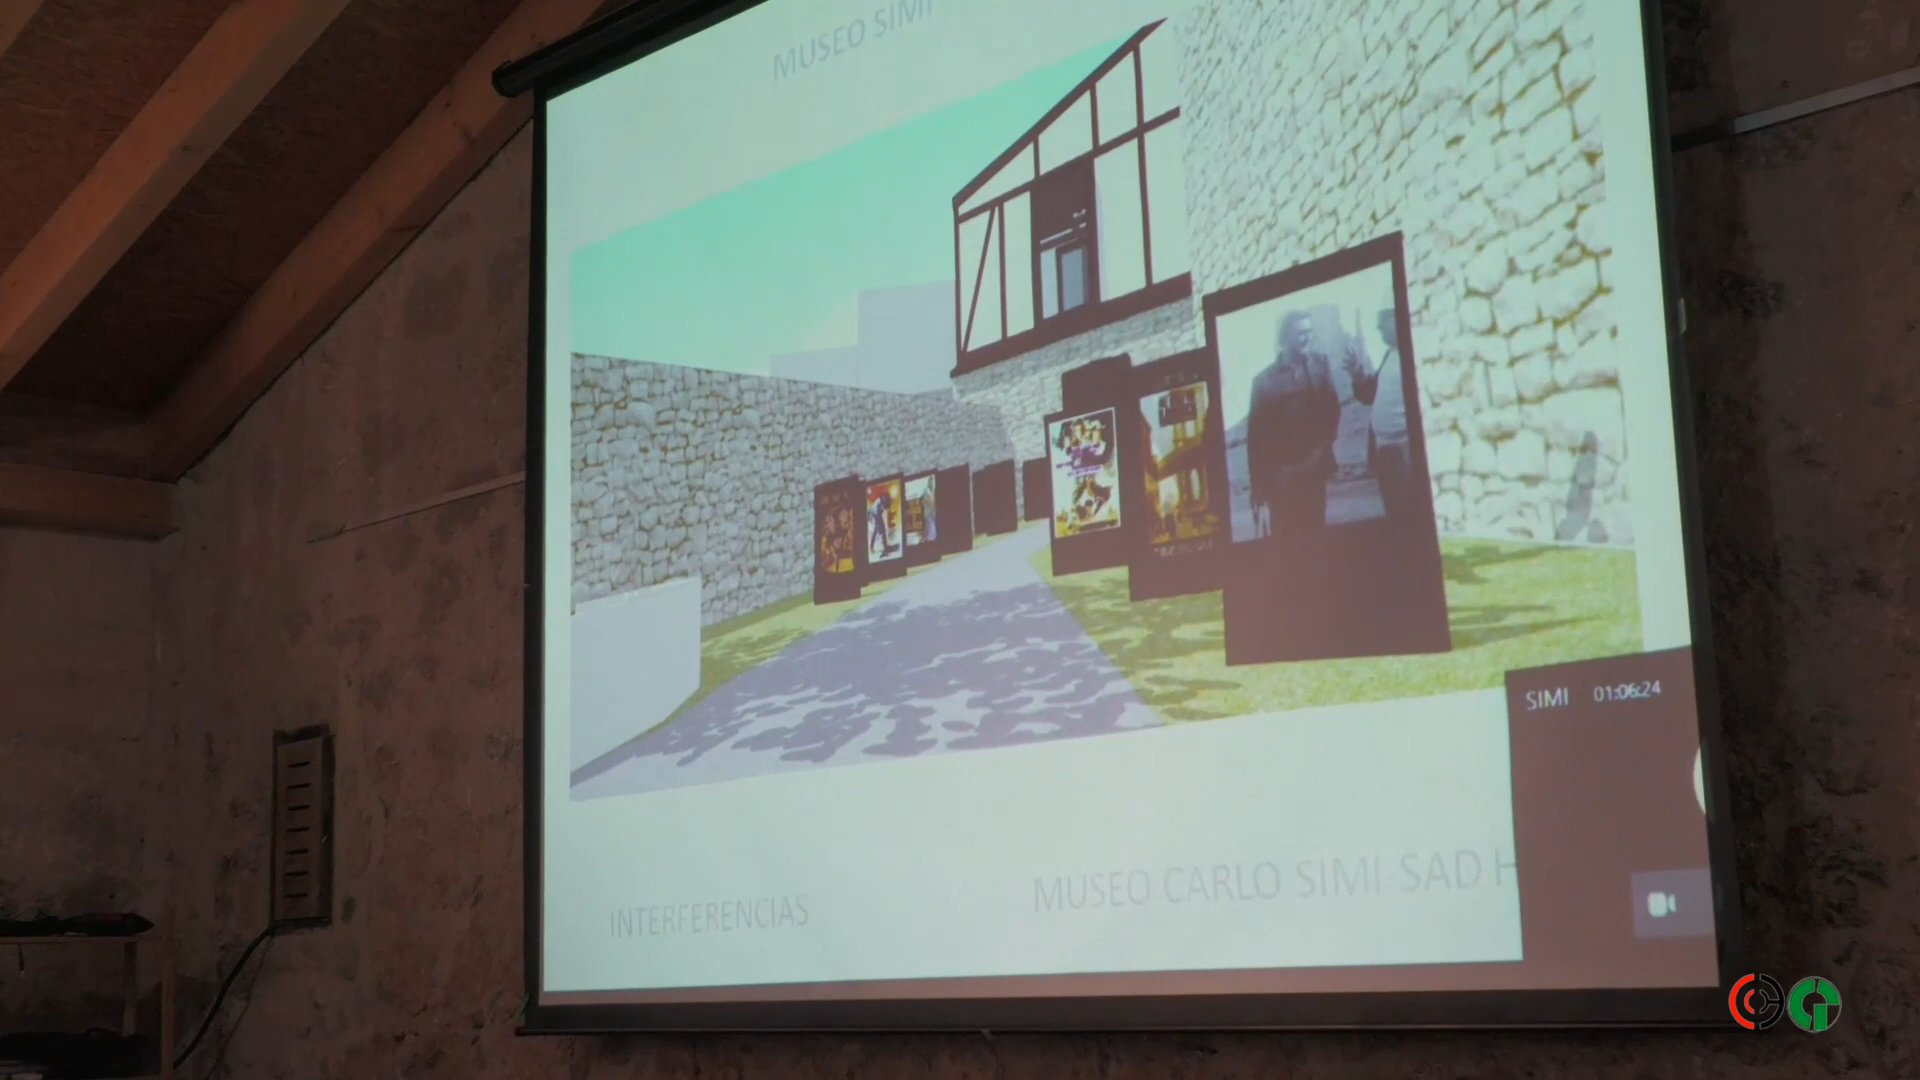 MUSEO SIMI
SIMI 01:06:24
INTERFERENCIAS
MUSEO CARLO SIMI-SAD H